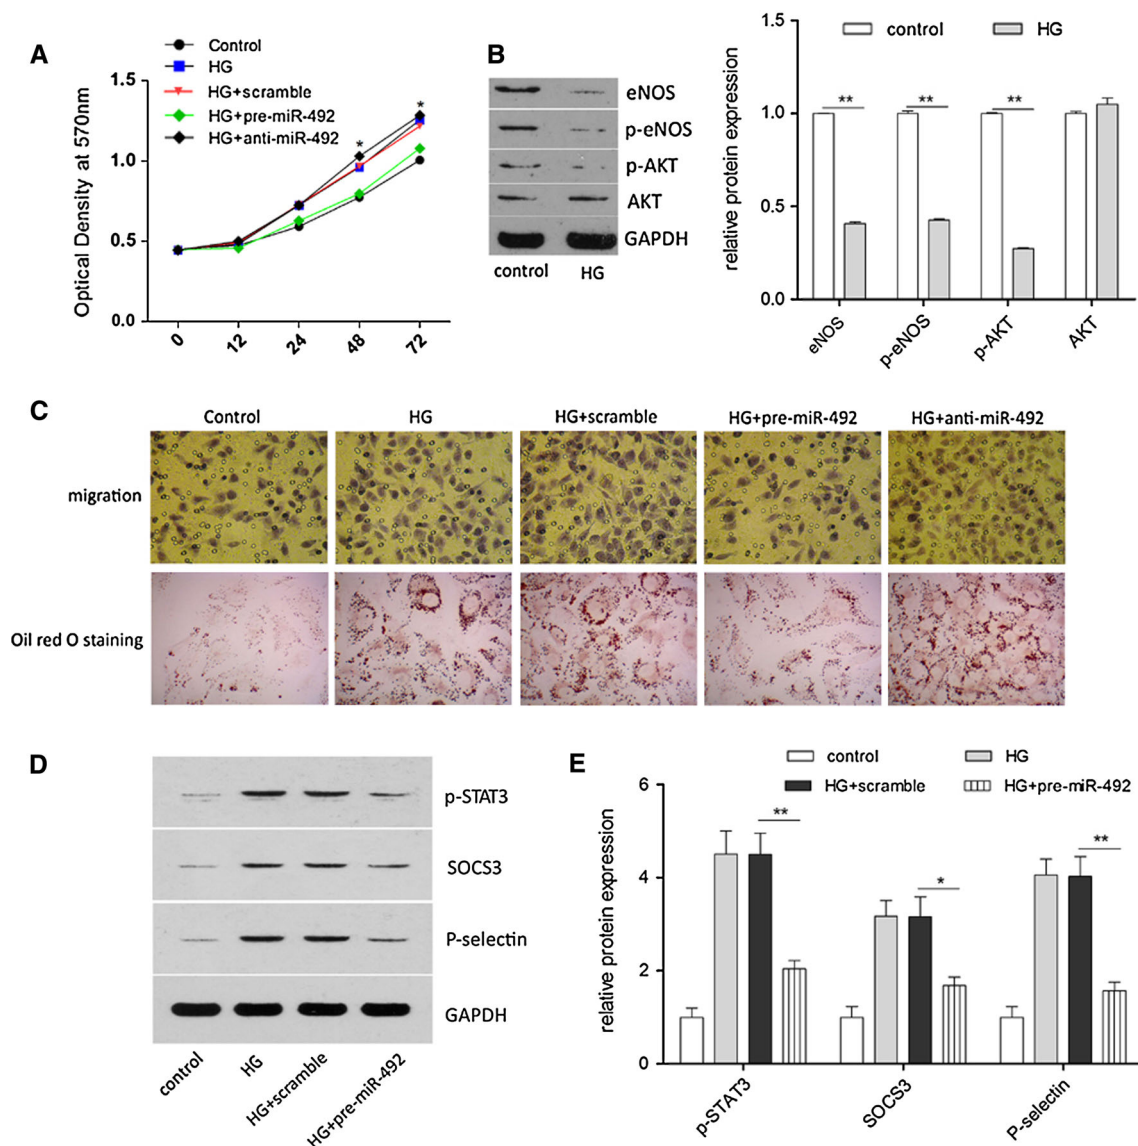 A
Control
HG
HG+scramble
HG+pre-miR-492
HG+anti-miR-492
Optical Density at 570nm
1.5
1.0
0.5
0.0
*
*
0 12 24 48 72
B
eNOS
p-eNOS
p-AKT
AKT
GAPDH
control HG
control HG
relative protein expression
1.5
1.0
0.5
0.0
** ** **
eNOS p-eNOS p-AKT AKT
C
Control HG HG+scramble HG+pre-miR-492 HG+anti-miR-492
migration
Oil red O staining
D
p-STAT3
SOCS3
P-selectin
GAPDH
control HG HG+scramble HG+pre-miR-492
E
control HG
HG+scramble HG+pre-miR-492
relative protein expression
6
4
2
0
** * **
p-STAT3 SOCS3 P-selectin